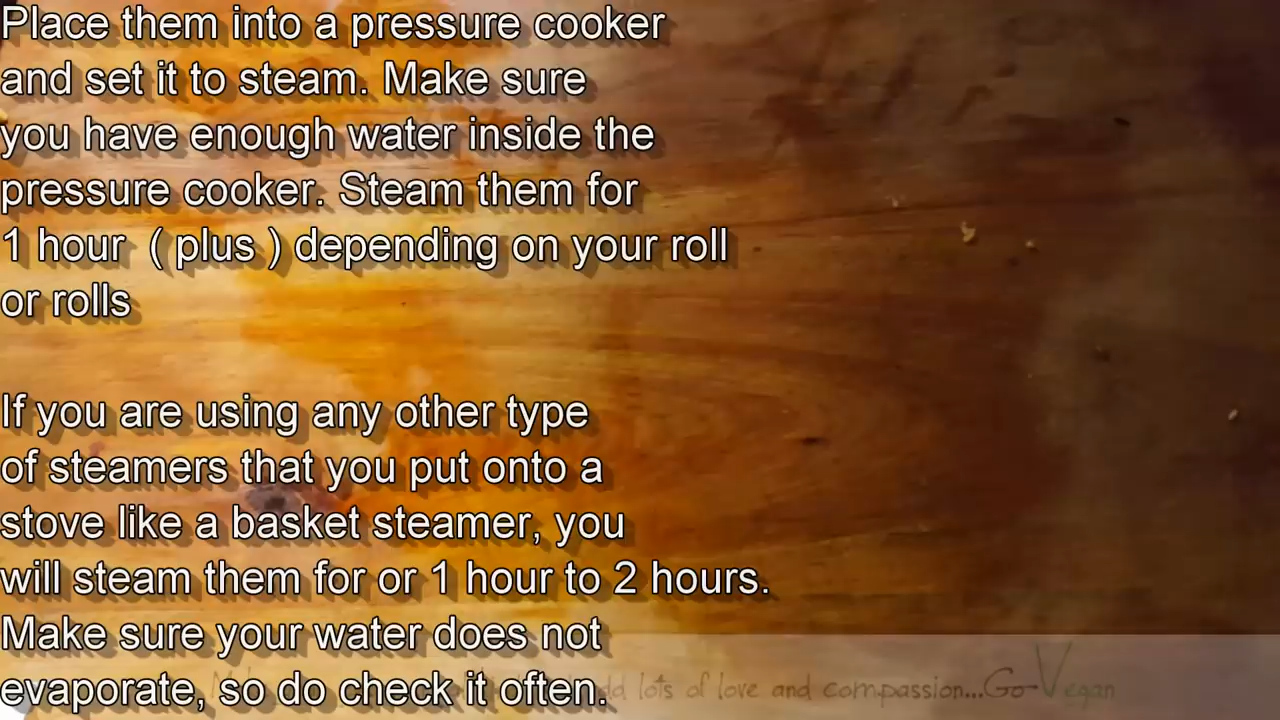 Place them into a pressure cooker
and set it to steam. Make sure
you have enough water inside the
pressure cooker. Steam them for
1 hour ( plus ) depending on your roll
or rolls
If you are using any other type
of steamers that you put onto a
stove like a basket steamer, you
will steam them for or 1 hour to 2 hours.
Make sure your water does not
evaporate, so do check it often.
lots of love and compassion...Go Vegan